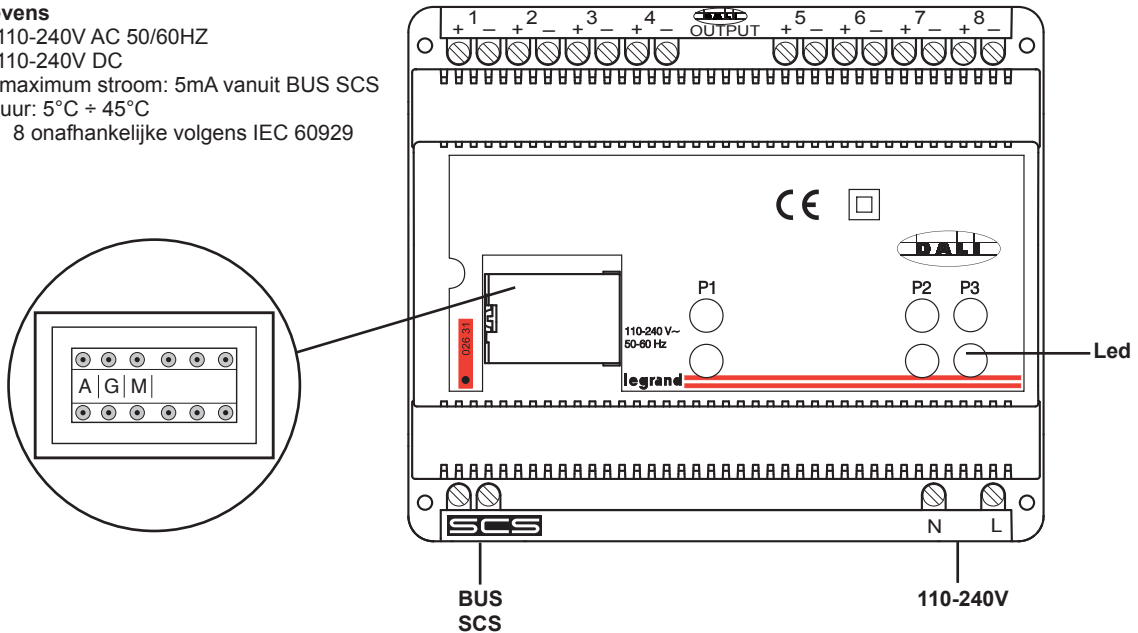 110-240V AC 50/60HZ
110-240V DC
maximum stroom: 5mA vanuit BUS SCS
5°C ÷ 45°C
8 onafhankelijke volgens IEC 60929
1 2 3 4 DALI 5 6 7 8
+ – + – + – + – OUTPUT + – + – + – + –
CE
DALI
P1 P2 P3
026 31
110-240 V~
50-60 Hz
legrand
Led
A G M
SCS
N L
BUS
SCS
110-240V